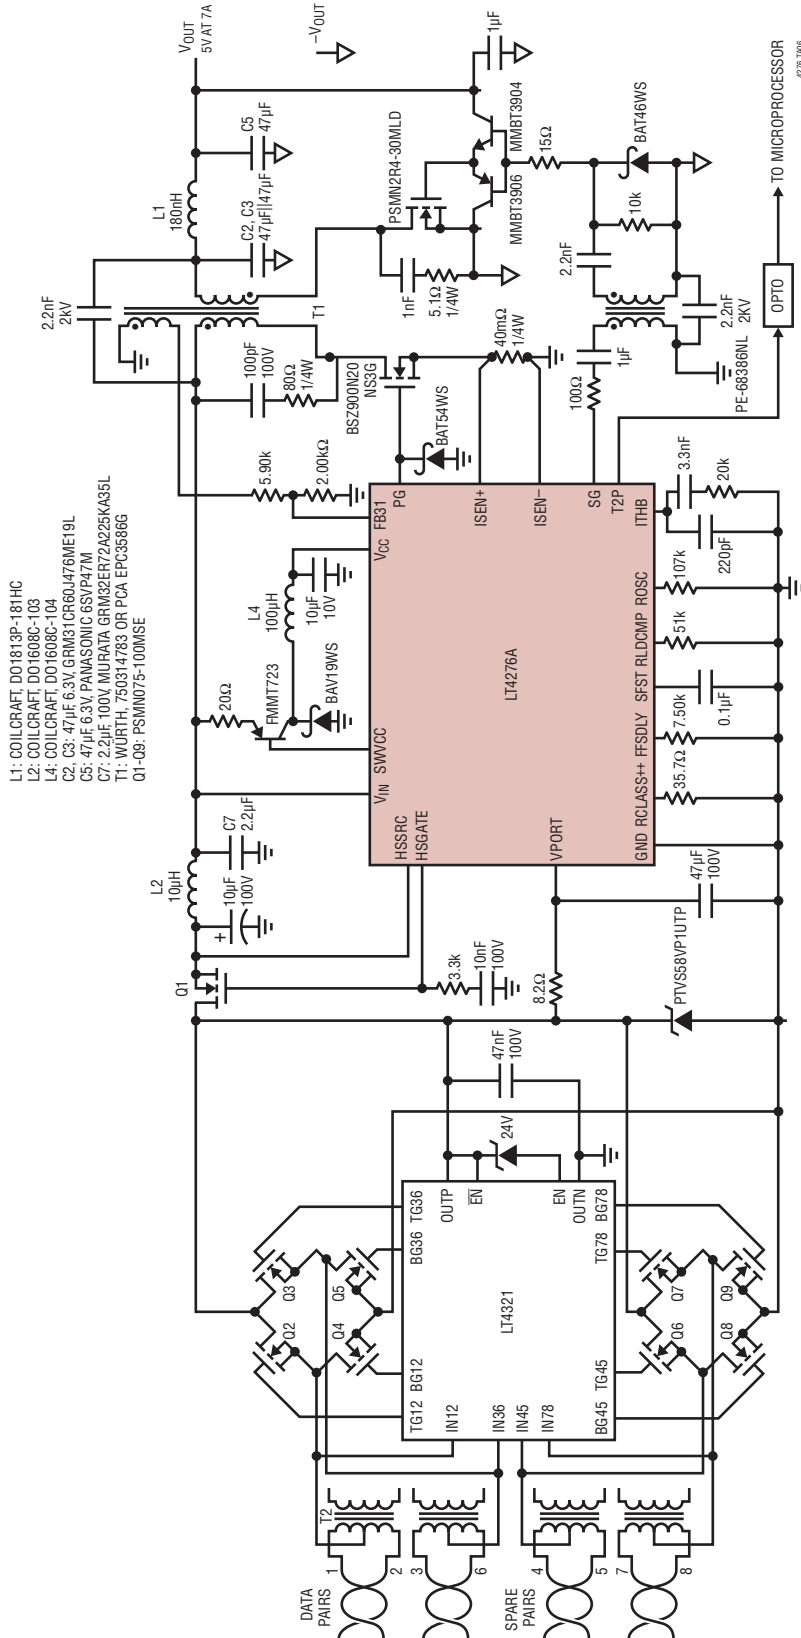 L1: COILCRAFT, DO1813P-181HC
L2: COILCRAFT, DO1608C-103
L4: COILCRAFT, DO1608C-104
C2, C3: 47µF, 6.3V, GRM31CR60J476ME19L
C5: 47µF, 6.3V, PANASONIC 6SVP47M
C7: 2.2µF, 100V, MURATA GRM32ER72A225KA35L
T1: WÜRTH, 750314783 OR PCA EPC3586G
Q1-Q9: PSMN075-100MSE
DATA
PAIRS
1
2
3
6
SPARE
PAIRS
4
5
7
8
T2
Q2
Q3
Q4
Q5
TG12
BG12
BG36
TG36
IN12
IN36
IN45
IN78
LT4321
OUTP
EN
EN
OUTN
BG45
TG45
TG78
BG78
Q6
Q7
Q8
Q9
24V
47nF
100V
PTVS58VP1UTP
8.2Ω
47µF
100V
Q1
3.3k
10nF
100V
+
10µF
100V
L2
10µH
C7
2.2µF
HSSRC
HSGATE
VPORT
VIN
SWVCC
VCC
FB31
LT4276A
PG
ISEN+
ISEN–
SG
T2P
GND
RCLASS++
FFSDLY
SFST
RLDCMP
ROSC
ITHB
35.7Ω
7.50k
0.1µF
51k
107k
220pF
3.3nF
20k
20Ω
FMMT723
BAV19WS
L4
100µH
10µF
10V
5.90k
2.00kΩ
100pF
100V
80Ω
1/4W
BSZ900N20
NS3G
BAT54WS
40mΩ
1/4W
100Ω
1µF
PE-68386NL
2.2nF
2KV
2.2nF
2kV
T1
L1
180nH
C2, C3
47µF||47µF
C5
47µF
VOUT
5V AT 7A
–VOUT
1nF
5.1Ω
1/4W
PSMN2R4-30MLD
MMBT3906
MMBT3904
1µF
15Ω
2.2nF
10k
BAT46WS
OPTO
TO MICROPROCESSOR
4276 TA06